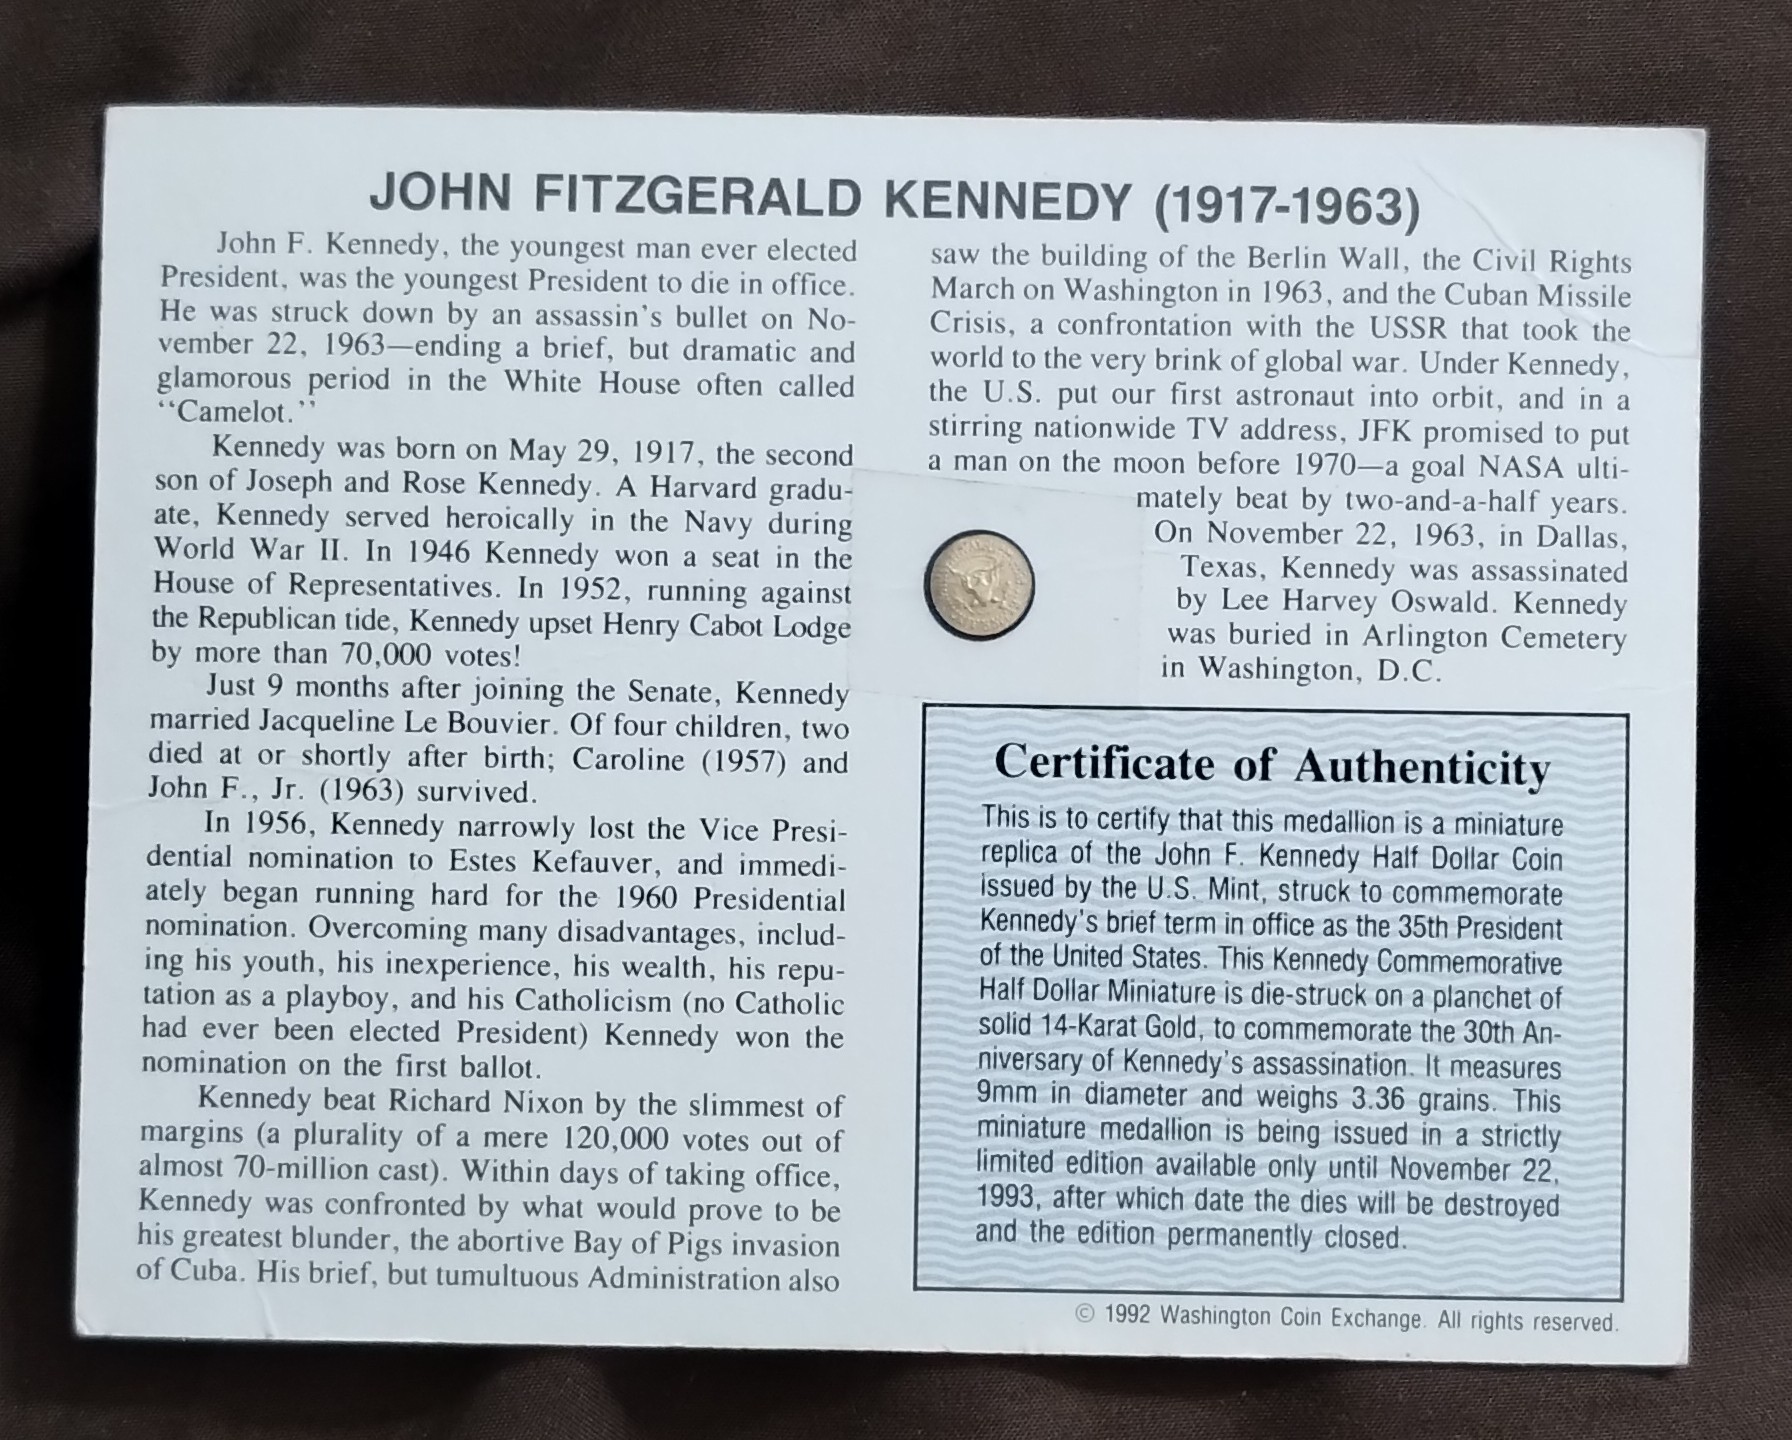 JOHN FITZGERALD KENNEDY (1917-1963)
John F. Kennedy, the youngest man ever elected
President, was the youngest President to die in office.
He was struck down by an assassin's bullet on No-
vember 22, 1963—ending a brief, but dramatic and
glamorous period in the White House often called
“Camelot.”
Kennedy was born on May 29, 1917, the second
son of Joseph and Rose Kennedy. A Harvard gradu-
ate, Kennedy served heroically in the Navy during
World War II. In 1946 Kennedy won a seat in the
House of Representatives. In 1952, running against
the Republican tide, Kennedy upset Henry Cabot Lodge
by more than 70,000 votes!
Just 9 months after joining the Senate, Kennedy
married Jacqueline Le Bouvier. Of four children, two
died at or shortly after birth; Caroline (1957) and
John F., Jr. (1963) survived.
In 1956, Kennedy narrowly lost the Vice Presi-
dential nomination to Estes Kefauver, and immedi-
ately began running hard for the 1960 Presidential
nomination. Overcoming many disadvantages, includ-
ing his youth, his inexperience, his wealth, his repu-
tation as a playboy, and his Catholicism (no Catholic
had ever been elected President) Kennedy won the
nomination on the first ballot.
Kennedy beat Richard Nixon by the slimmest of
margins (a plurality of a mere 120,000 votes out of
almost 70-million cast). Within days of taking office,
Kennedy was confronted by what would prove to be
his greatest blunder, the abortive Bay of Pigs invasion
of Cuba. His brief, but tumultuous Administration also
saw the building of the Berlin Wall, the Civil Rights
March on Washington in 1963, and the Cuban Missile
Crisis, a confrontation with the USSR that took the
world to the very brink of global war. Under Kennedy,
the U.S. put our first astronaut into orbit, and in a
stirring nationwide TV address, JFK promised to put
a man on the moon before 1970—a goal NASA ulti-
mately beat by two-and-a-half years.
On November 22, 1963, in Dallas,
Texas, Kennedy was assassinated
by Lee Harvey Oswald. Kennedy
was buried in Arlington Cemetery
in Washington, D.C.
Certificate of Authenticity
This is to certify that this medallion is a miniature
replica of the John F. Kennedy Half Dollar Coin
issued by the U.S. Mint, struck to commemorate
Kennedy's brief term in office as the 35th President
of the United States. This Kennedy Commemorative
Half Dollar Miniature is die-struck on a planchet of
solid 14-Karat Gold, to commemorate the 30th An-
niversary of Kennedy's assassination. It measures
9mm in diameter and weighs 3.36 grains. This
miniature medallion is being issued in a strictly
limited edition available only until November 22,
1993, after which date the dies will be destroyed
and the edition permanently closed.
© 1992 Washington Coin Exchange. All rights reserved.